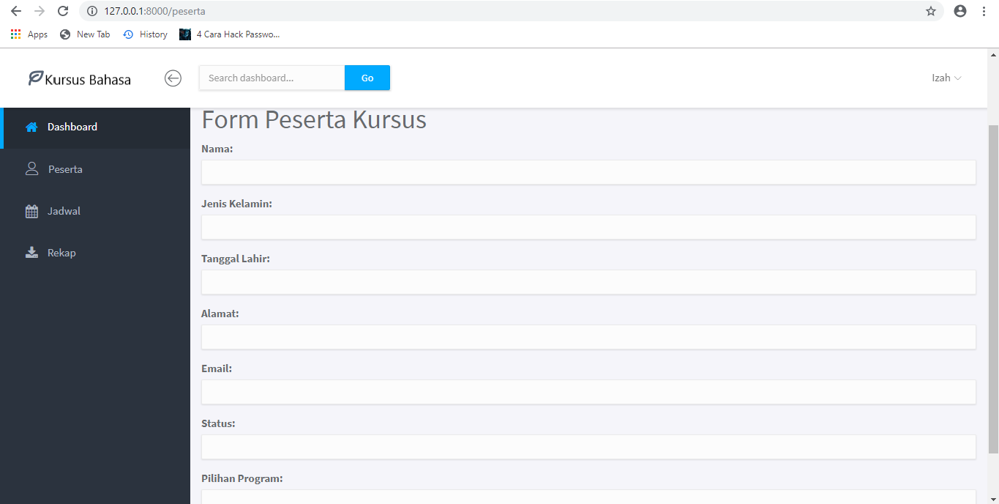 127.0.0.1:8000/peserta
Apps New Tab History 4 Cara Hack Passwo...
Kursus Bahasa Search dashboard... Go Izah
Dashboard
Peserta
Jadwal
Rekap
Form Peserta Kursus
Nama:
Jenis Kelamin:
Tanggal Lahir:
Alamat:
Email:
Status:
Pilihan Program: